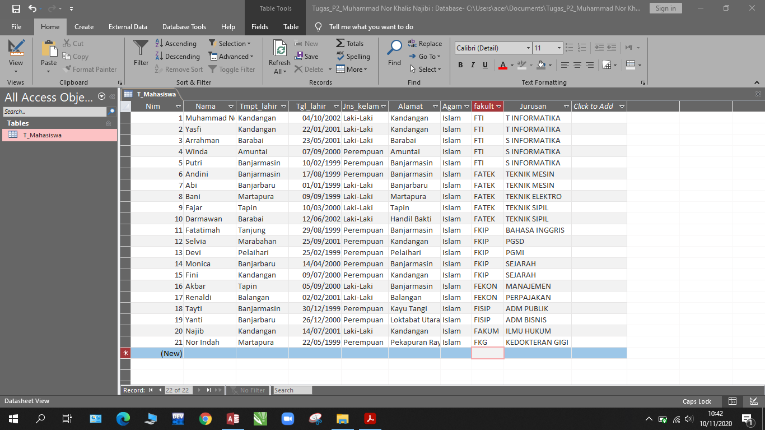 Table Tools
Tugas_P2_Muhammad Nor Khalis Najibi : Database- C:\Users\acer\Documents\Tugas_P2_Muhammad Nor Kh...
Sign in
File Home Create External Data Database Tools Help Fields Table Tell me what you want to do
View
Paste
Cut
Copy
Format Painter
Filter
Ascending
Descending
Remove Sort
Selection
Advanced
Toggle Filter
Refresh All
New
Save
Delete
Totals
Spelling
More
Find
Replace
Go To
Select
Calibri (Detail) 11
B I U
Views Clipboard Sort & Filter Records Find Text Formatting
All Access Obje...
Search...
Tables
T_Mahasiswa
T_Mahasiswa
Nim Nama Tmpt_lahir Tgl_lahir Jns_kelam Alamat Agam fakult Jurusan Click to Add
1 Muhammad N Kandangan 04/10/2002 Laki-Laki Kandangan Islam FTI T INFORMATIKA
2 Yasfi Kandangan 22/01/2001 Laki-Laki Kandangan Islam FTI T INFORMATIKA
3 Arrahman Barabai 23/05/2001 Laki-Laki Barabai Islam FTI S INFORMATIKA
4 Winda Amuntai 07/09/2000 Perempuan Amuntai Islam FTI S INFORMATIKA
5 Putri Banjarmasin 10/02/1999 Perempuan Banjarmasin Islam FTI S INFORMATIKA
6 Andini Banjarmasin 17/08/1999 Perempuan Banjarmasin Islam FATEK TEKNIK MESIN
7 Abi Banjarbaru 01/01/1999 Laki-Laki Banjarbaru Islam FATEK TEKNIK MESIN
8 Bani Martapura 09/09/1999 Laki-Laki Martapura Islam FATEK TEKNIK ELEKTRO
9 Fajar Tapin 10/03/2000 Laki-Laki Tapin Islam FATEK TEKNIK SIPIL
10 Darmawan Barabai 12/06/2002 Laki-Laki Handil Bakti Islam FATEK TEKNIK SIPIL
11 Fatatimah Tanjung 29/08/1999 Perempuan Banjarmasin Islam FKIP BAHASA INGGRIS
12 Selvia Marabahan 25/09/2001 Perempuan Kandangan Islam FKIP PGSD
13 Devi Pelaihari 25/02/1999 Perempuan Pelaihari Islam FKIP PGMI
14 Monica Banjarbaru 14/04/2000 Perempuan Banjarmasin Islam FKIP SEJARAH
15 Fini Kandangan 09/07/2000 Perempuan Kandangan Islam FKIP SEJARAH
16 Akbar Tapin 05/09/2000 Laki-Laki Banjarmasin Islam FEKON MANAJEMEN
17 Renaldi Balangan 02/02/2001 Laki-Laki Balangan Islam FEKON PERPAJAKAN
18 Tayti Banjarmasin 30/12/1999 Perempuan Kayu Tangi Islam FISIP ADM PUBLIK
19 Yanti Banjarbaru 26/12/2000 Perempuan Loktabat Utara Islam FISIP ADM BISNIS
20 Najib Kandangan 14/07/2001 Laki-Laki Kandangan Islam FAKUM ILMU HUKUM
21 Nor Indah Martapura 22/05/1999 Perempuan Pekapuran Ray Islam FKG KEDOKTERAN GIGI
(New)
Record: 22 of 22 No Filter Search
Datasheet View Caps Lock
10:42
10/11/2020